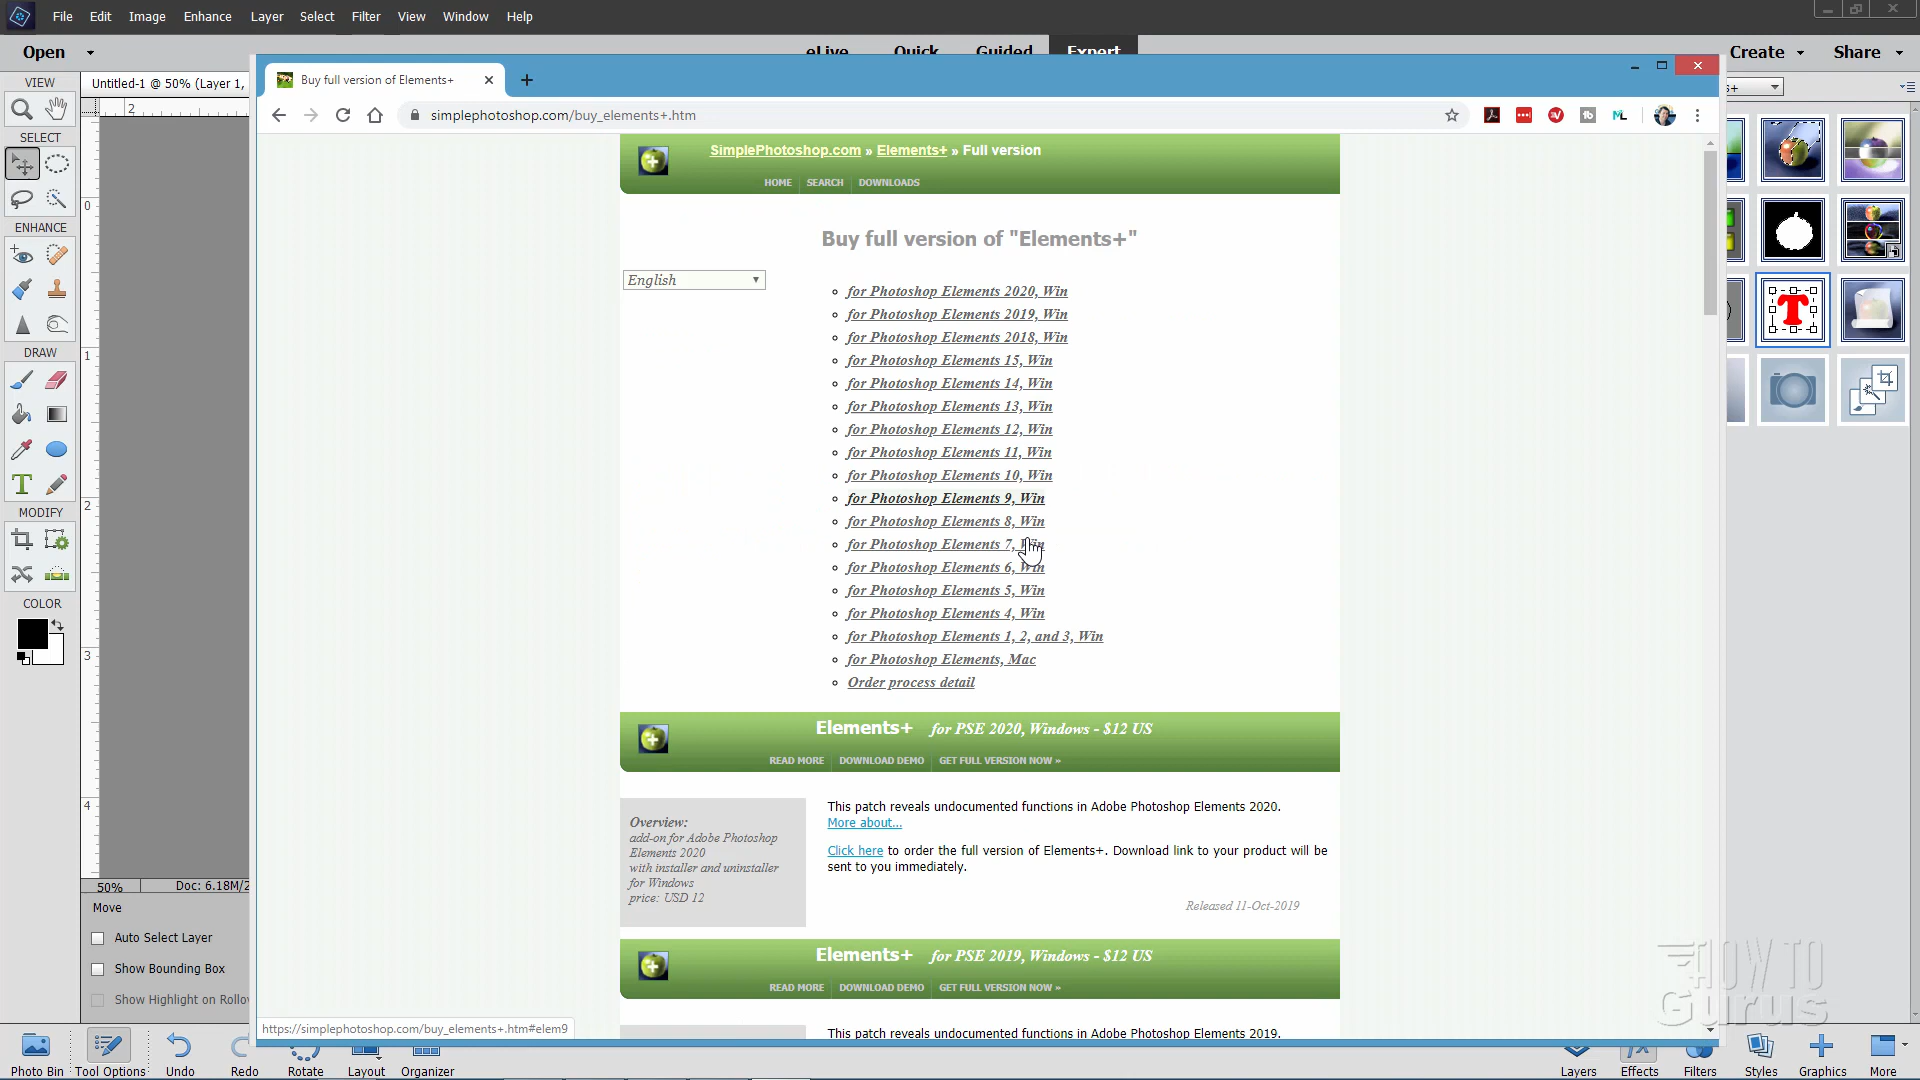 File Edit Image Enhance Layer Select Filter View Window Help
Open eLive Quick Guided Expert Create Share
VIEW
Untitled-1 @ 50% (Layer 1,
Buy full version of Elements+
simplephotoshop.com/buy_elements+.htm
SimplePhotoshop.com » Elements+ » Full version
HOME SEARCH DOWNLOADS
Buy full version of "Elements+"
English
for Photoshop Elements 2020, Win
for Photoshop Elements 2019, Win
for Photoshop Elements 2018, Win
for Photoshop Elements 15, Win
for Photoshop Elements 14, Win
for Photoshop Elements 13, Win
for Photoshop Elements 12, Win
for Photoshop Elements 11, Win
for Photoshop Elements 10, Win
for Photoshop Elements 9, Win
for Photoshop Elements 8, Win
for Photoshop Elements 7, Win
for Photoshop Elements 6, Win
for Photoshop Elements 5, Win
for Photoshop Elements 4, Win
for Photoshop Elements 1, 2, and 3, Win
for Photoshop Elements, Mac
Order process detail
Elements+ for PSE 2020, Windows - $12 US
READ MORE DOWNLOAD DEMO GET FULL VERSION NOW »
Overview:
add-on for Adobe Photoshop
Elements 2020
with installer and uninstaller
for Windows
price: USD 12
This patch reveals undocumented functions in Adobe Photoshop Elements 2020.
More about...
Click here to order the full version of Elements+. Download link to your product will be
sent to you immediately.
Released 11-Oct-2019
Elements+ for PSE 2019, Windows - $12 US
READ MORE DOWNLOAD DEMO GET FULL VERSION NOW »
This patch reveals undocumented functions in Adobe Photoshop Elements 2019.
https://simplephotoshop.com/buy_elements+.htm#elem9
SELECT
ENHANCE
DRAW
MODIFY
COLOR
2
0
1
2
3
4
50% Doc: 6.18M/2
Move
Auto Select Layer
Show Bounding Box
Show Highlight on Rollov
Photo Bin Tool Options Undo Redo Rotate Layout Organizer
Layers Effects Filters Styles Graphics More
HOW TO
Gurus